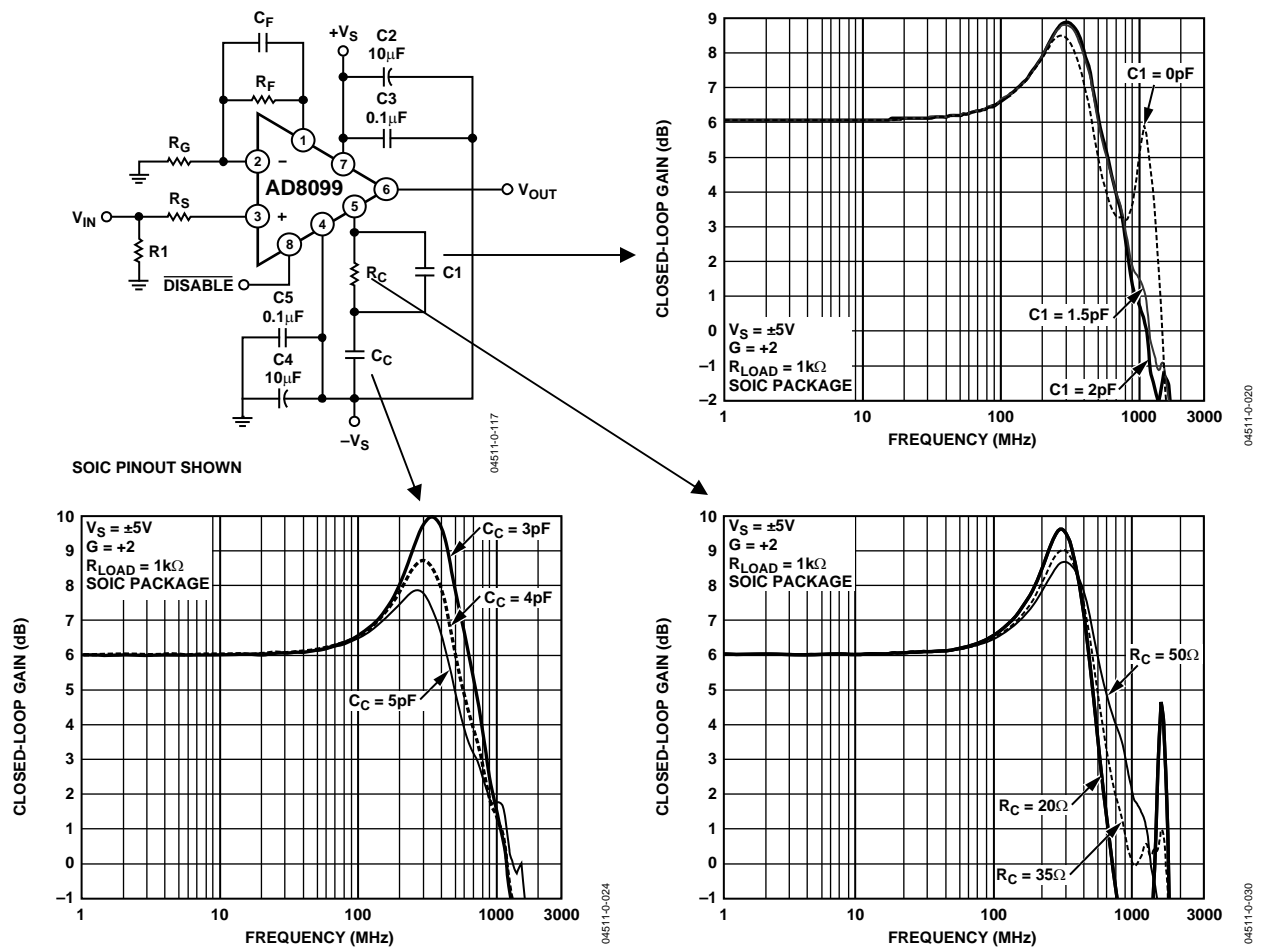 CF
RF
RG
RS
VIN
R1
DISABLE
+VS
C2
10μF
C3
0.1μF
1
2
−
7
AD8099
6
VOUT
3
+
5
4
8
RC
C1
C5
0.1μF
C4
10μF
CC
−VS
04511-0-117
SOIC PINOUT SHOWN
CLOSED-LOOP GAIN (dB)
9
8
7
6
5
4
3
2
1
0
−1
−2
C1 = 0pF
C1 = 1.5pF
C1 = 2pF
VS = ±5V
G = +2
RLOAD = 1kΩ
SOIC PACKAGE
1
10
100
1000
3000
FREQUENCY (MHz)
04511-0-020
CLOSED-LOOP GAIN (dB)
10
9
8
7
6
5
4
3
2
1
0
−1
VS = ±5V
G = +2
RLOAD = 1kΩ
SOIC PACKAGE
CC = 3pF
CC = 4pF
CC = 5pF
1
10
100
1000
3000
FREQUENCY (MHz)
04511-0-024
CLOSED-LOOP GAIN (dB)
10
9
8
7
6
5
4
3
2
1
0
−1
VS = ±5V
G = +2
RLOAD = 1kΩ
SOIC PACKAGE
RC = 50Ω
RC = 20Ω
RC = 35Ω
1
10
100
1000
3000
FREQUENCY (MHz)
04511-0-030